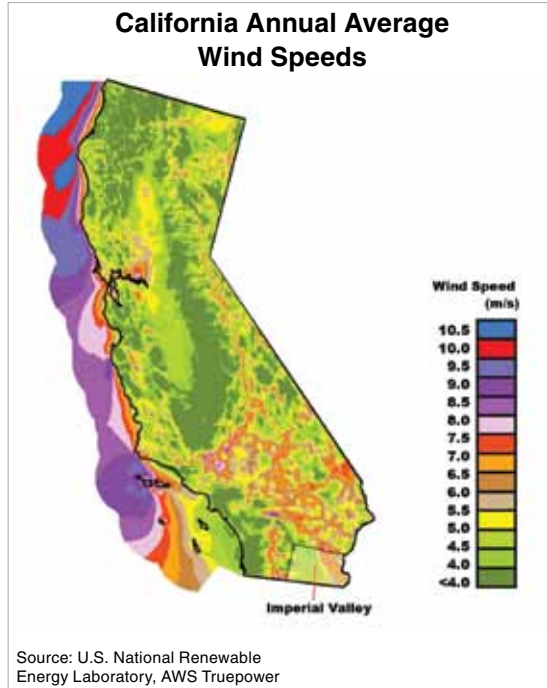 California Annual Average
Wind Speeds
Wind Speed
(m/s)
10.5
10.0
9.5
9.0
8.5
8.0
7.5
7.0
6.5
6.0
5.5
5.0
4.5
4.0
<4.0
Imperial Valley
Source: U.S. National Renewable
Energy Laboratory, AWS Truepower